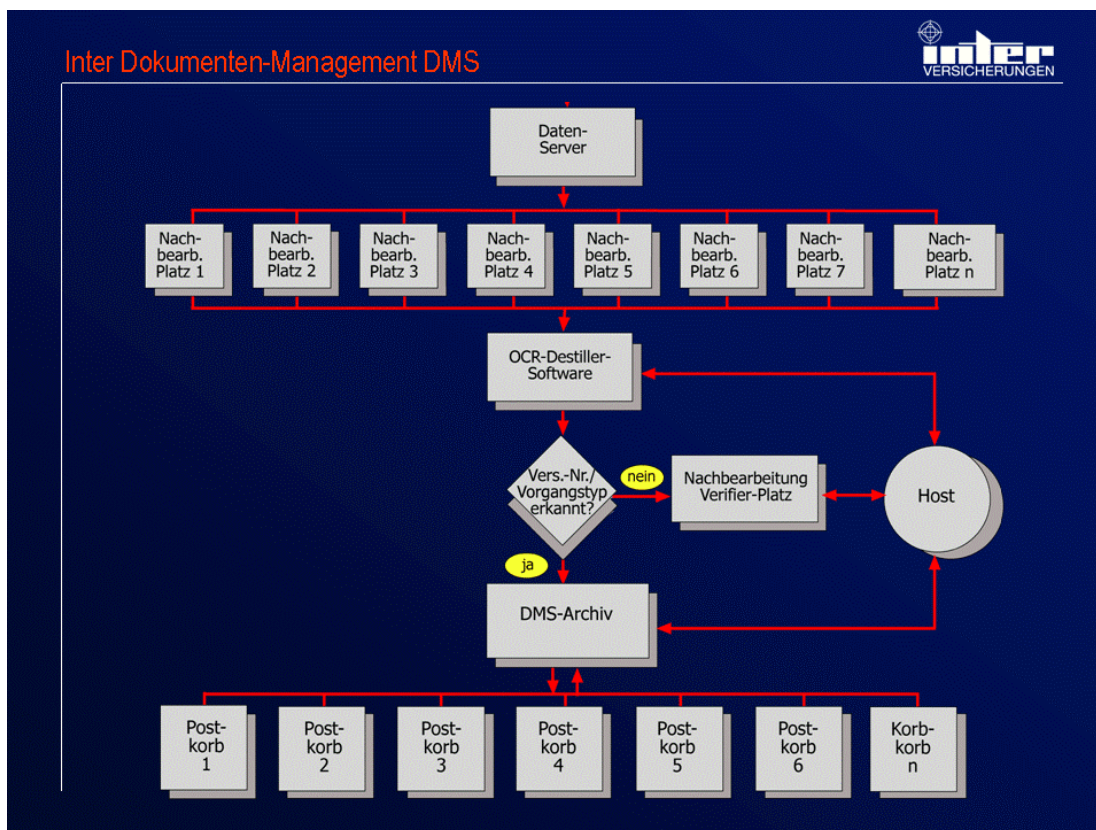 Inter Dokumenten-Management DMS
inter
VERSICHERUNGEN
Daten-
Server
Nach-
bearb.
Platz 1
Nach-
bearb.
Platz 2
Nach-
bearb.
Platz 3
Nach-
bearb.
Platz 4
Nach-
bearb.
Platz 5
Nach-
bearb.
Platz 6
Nach-
bearb.
Platz 7
Nach-
bearb.
Platz n
OCR-Destiller-
Software
Vers.-Nr./
Vorgangstyp
erkannt?
nein
Nachbearbeitung
Verifier-Platz
Host
ja
DMS-Archiv
Post-
korb
1
Post-
korb
2
Post-
korb
3
Post-
korb
4
Post-
korb
5
Post-
korb
6
Korb-
korb
n